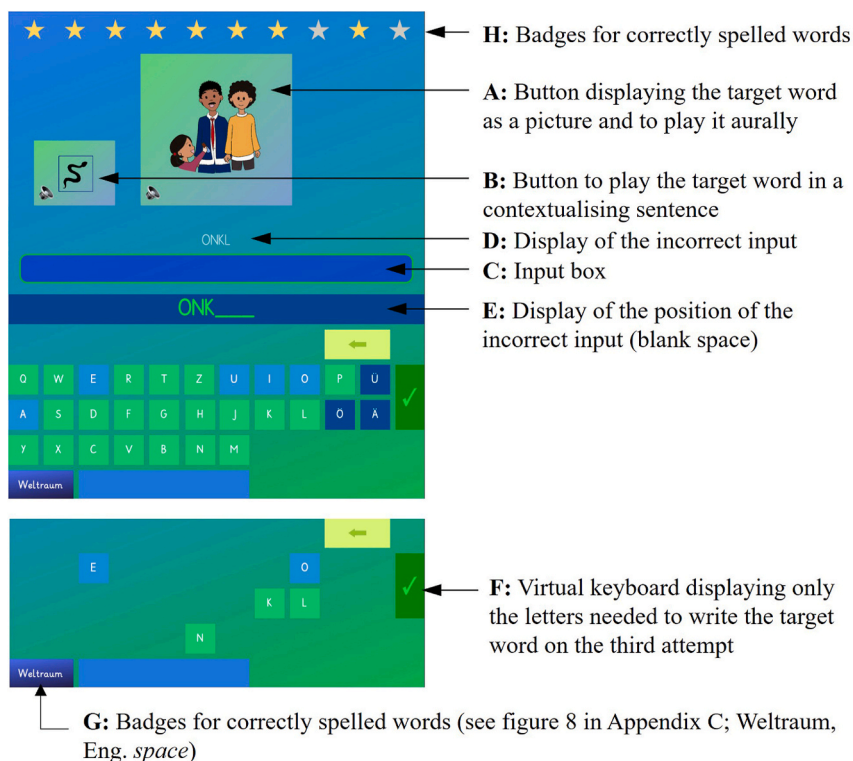 H: Badges for correctly spelled words
A: Button displaying the target word
as a picture and to play it aurally
B: Button to play the target word in a
contextualising sentence
ONKL
D: Display of the incorrect input
C: Input box
ONK____
E: Display of the position of the
incorrect input (blank space)
Q W E R T Z U I O P Ü
A S D F G H J K L Ö Ä
Y X C V B N M
Weltraum
E O
K L
N
Weltraum
F: Virtual keyboard displaying only
the letters needed to write the target
word on the third attempt
G: Badges for correctly spelled words (see figure 8 in Appendix C; Weltraum,
Eng. space)